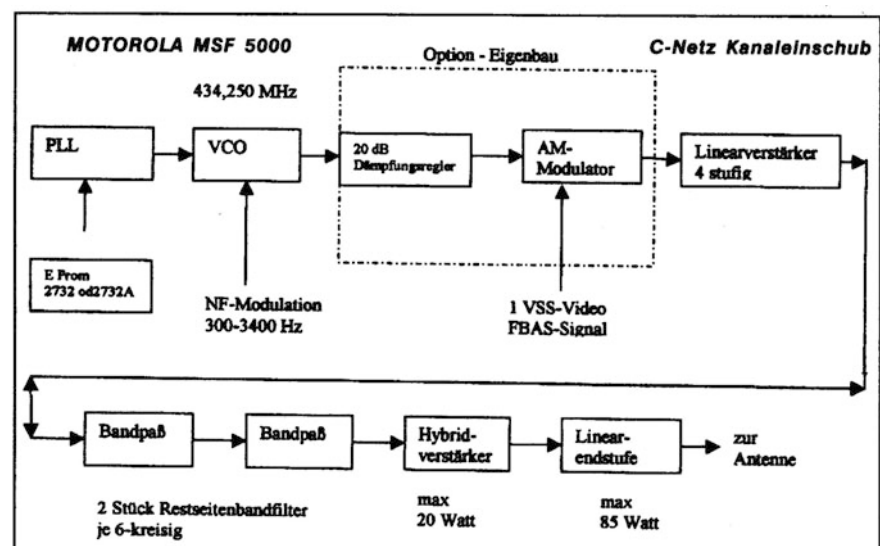 MOTOROLA MSF 5000
Option - Eigenbau
C-Netz Kanaleinschub
434,250 MHz
PLL
VCO
20 dB
Dämpfungsregler
AM-
Modulator
Linearverstärker
4 stufig
E Prom
2732 od2732A
NF-Modulation
300-3400 Hz
1 VSS-Video
FBAS-Signal
Bandpaß
Bandpaß
Hybrid-
verstärker
Linear-
endstufe
zur
Antenne
2 Stück Restseitenbandfilter
je 6-kreisig
max
20 Watt
max
85 Watt